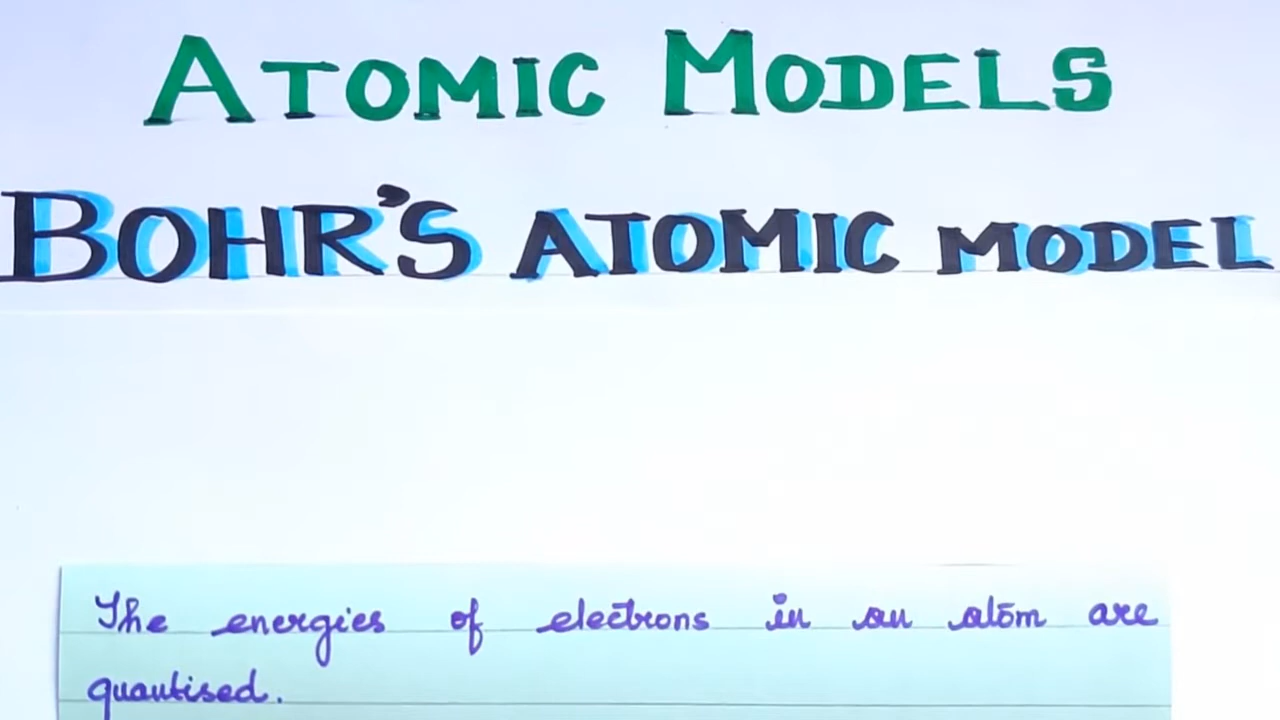 ATOMIC MODELS
BOHR'S ATOMIC MODEL
The energies of electrons in an atom are
quantised.